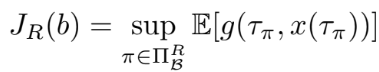 $J_R(b) = \sup_{\pi \in \Pi_{\mathcal{B}}^{R}} \mathbb{E}[g(\tau_\pi, x(\tau_\pi))]$